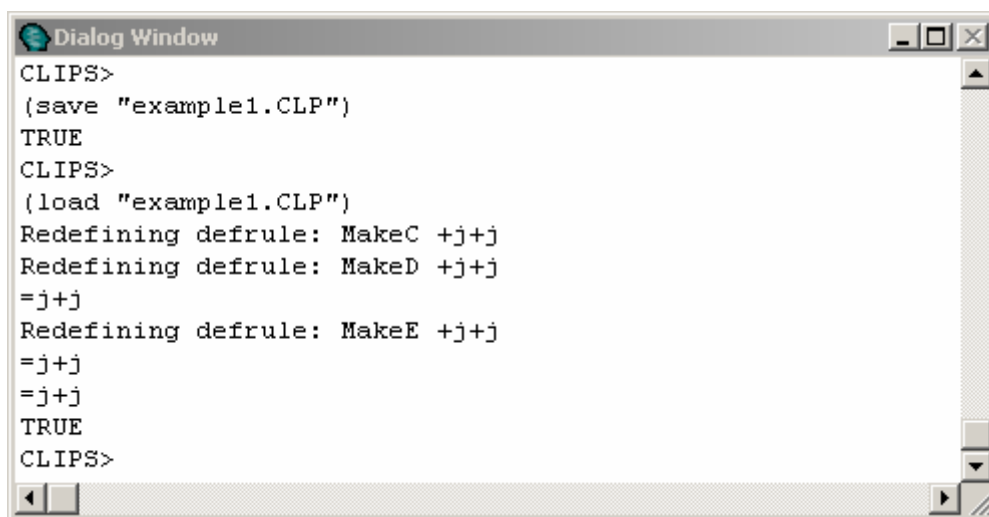 Dialog Window
CLIPS>
(save "example1.CLP")
TRUE
CLIPS>
(load "example1.CLP")
Redefining defrule: MakeC +j+j
Redefining defrule: MakeD +j+j
=j+j
Redefining defrule: MakeE +j+j
=j+j
=j+j
TRUE
CLIPS>